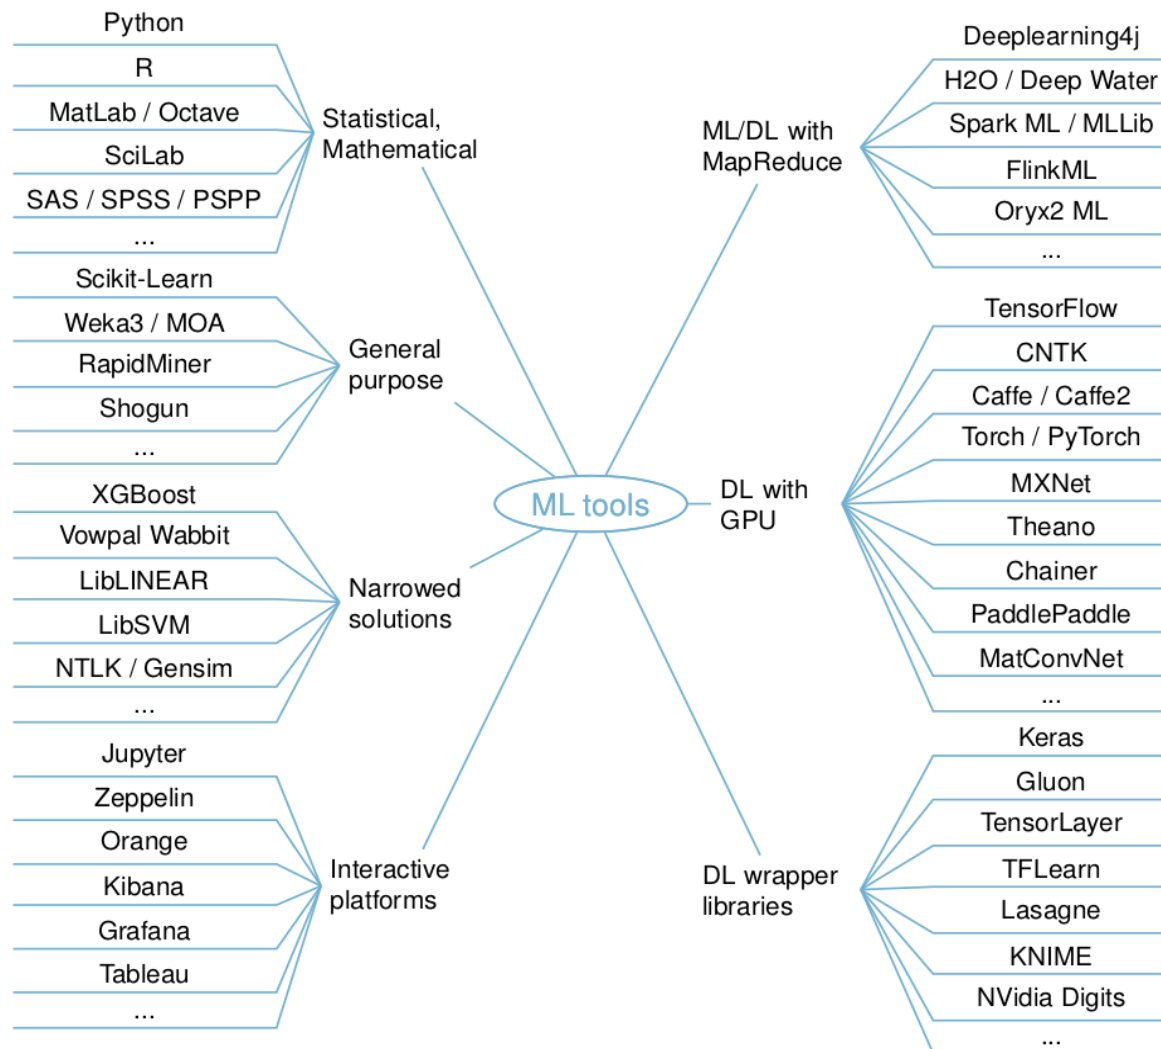 Python
R
MatLab / Octave
SciLab
SAS / SPSS / PSPP
...
Statistical,
Mathematical
Scikit-Learn
Weka3 / MOA
RapidMiner
Shogun
...
General
purpose
XGBoost
Vowpal Wabbit
LibLINEAR
LibSVM
NTLK / Gensim
...
Narrowed
solutions
Jupyter
Zeppelin
Orange
Kibana
Grafana
Tableau
...
Interactive
platforms
ML tools
ML/DL with
MapReduce
Deeplearning4j
H2O / Deep Water
Spark ML / MLLib
FlinkML
Oryx2 ML
...
DL with
GPU
TensorFlow
CNTK
Caffe / Caffe2
Torch / PyTorch
MXNet
Theano
Chainer
PaddlePaddle
MatConvNet
...
DL wrapper
libraries
Keras
Gluon
TensorLayer
TFLearn
Lasagne
KNIME
NVidia Digits
...